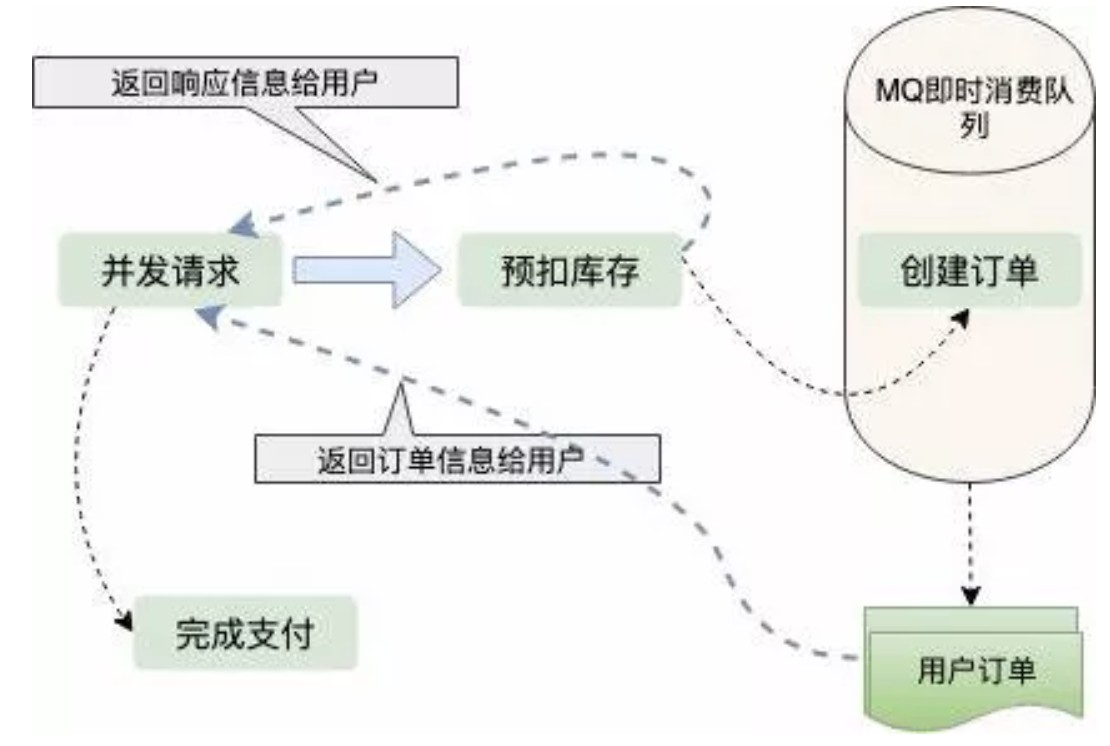 返回响应信息给用户
MQ即时消费队
列
并发请求
预扣库存
创建订单
返回订单信息给用户
完成支付
用户订单